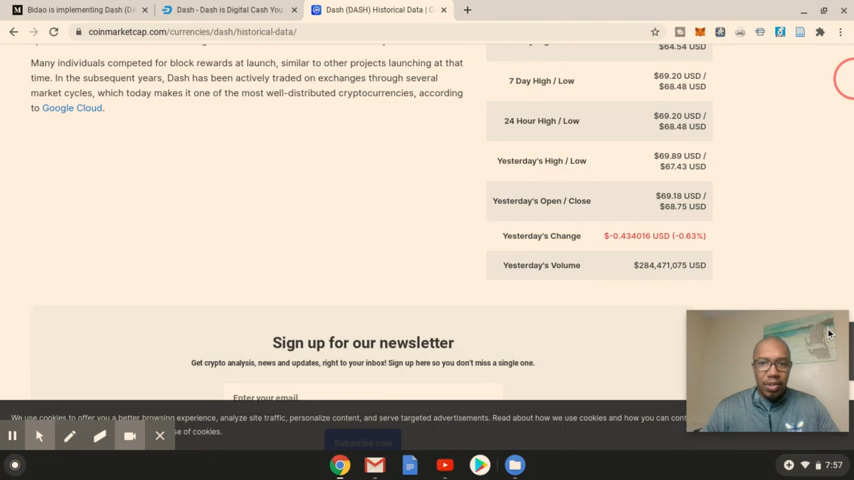 Bidao is implementing Dash (DA
Dash - Dash is Digital Cash You
Dash (DASH) Historical Data | C
coinmarketcap.com/currencies/dash/historical-data/
Many individuals competed for block rewards at launch, similar to other projects launching at that
time. In the subsequent years, Dash has been actively traded on exchanges through several
market cycles, which today makes it one of the most well-distributed cryptocurrencies, according
to Google Cloud.
$64.54 USD
7 Day High / Low
$69.20 USD /
$68.48 USD
24 Hour High / Low
$69.20 USD /
$68.48 USD
Yesterday's High / Low
$69.89 USD /
$67.43 USD
Yesterday's Open / Close
$69.18 USD /
$68.75 USD
Yesterday's Change
$-0.434016 USD (-0.63%)
Yesterday's Volume
$284,471,075 USD
Sign up for our newsletter
Get crypto analysis, news and updates, right to your inbox! Sign up here so you don't miss a single one.
Enter your email
We use cookies to offer you a better browsing experience, analyze site traffic, personalize content, and serve targeted advertisements. Read about how we use cookies and how you can cont
se of cookies.
Subscribe now
7:57